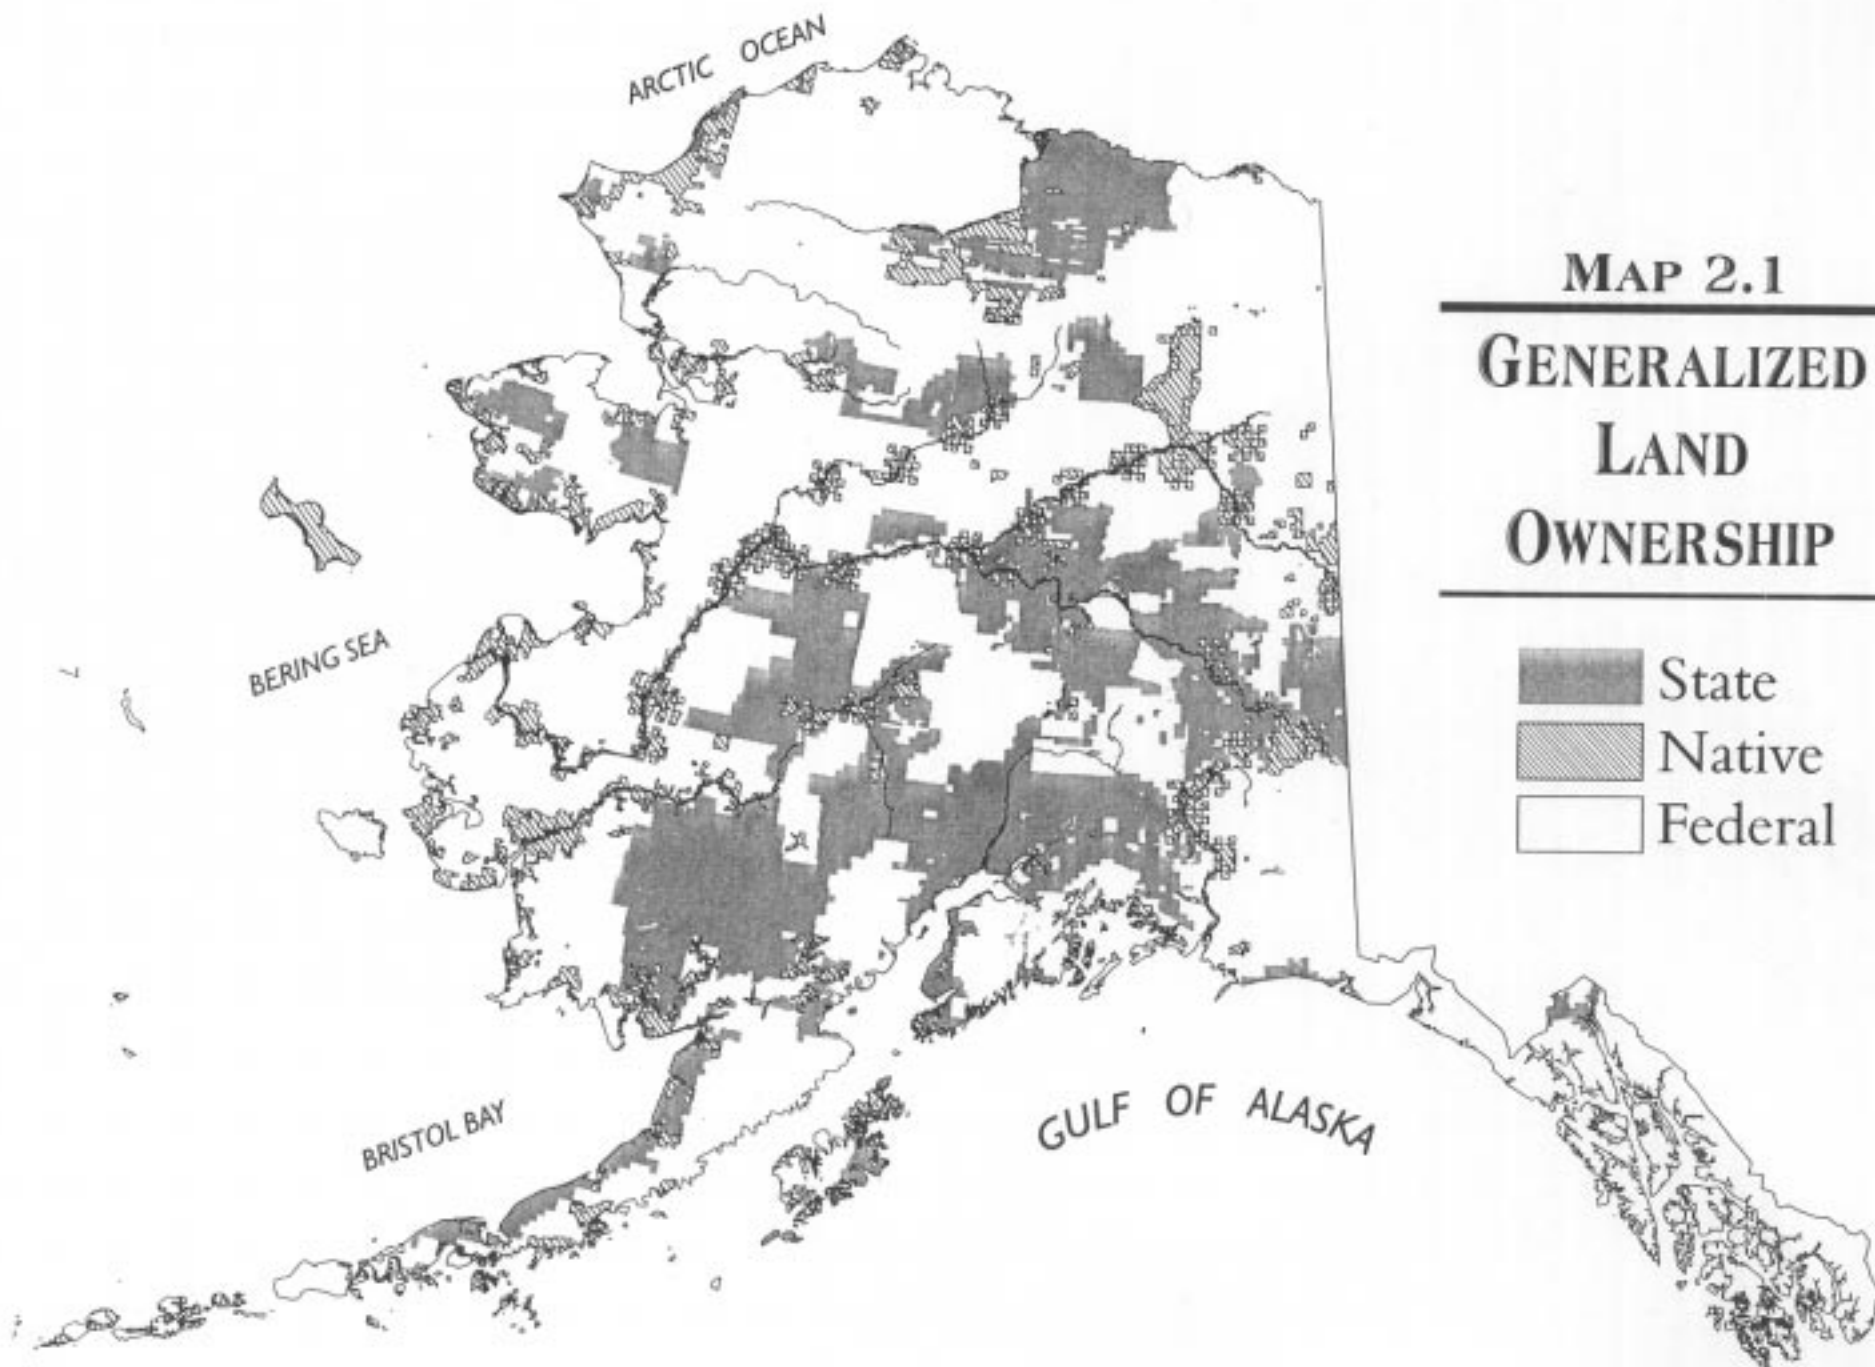 ARCTIC OCEAN
MAP 2.1
GENERALIZED
LAND
OWNERSHIP
BERING SEA
State
Native
Federal
BRISTOL BAY
GULF OF ALASKA